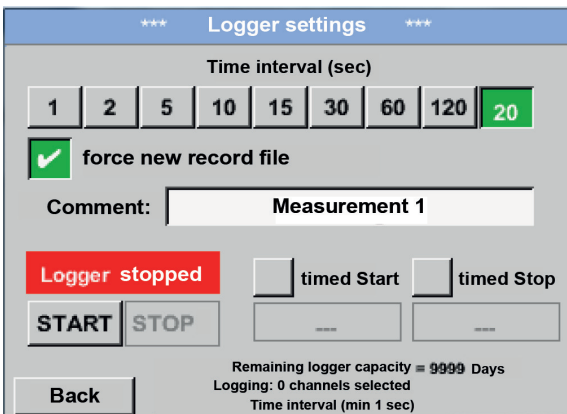 *** Logger settings ***
Time interval (sec)
1 2 5 10 15 30 60 120 20
force new record file
Comment: Measurement 1
Logger stopped
timed Start timed Stop
START STOP --- ---
Remaining logger capacity = 9999 Days
Logging: 0 channels selected
Back
Time interval (min 1 sec)